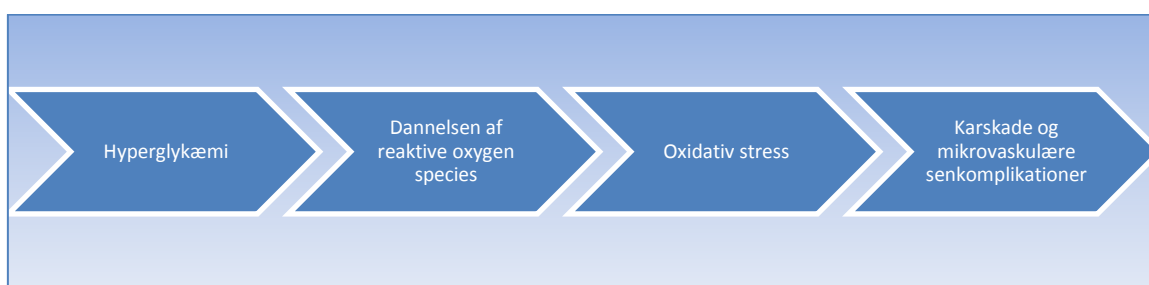 Hyperglykæmi
Dannelsen af
reaktive oxygen
species
Oxidativ stress
Karskade og
mikrovaskulære
senkomplikationer